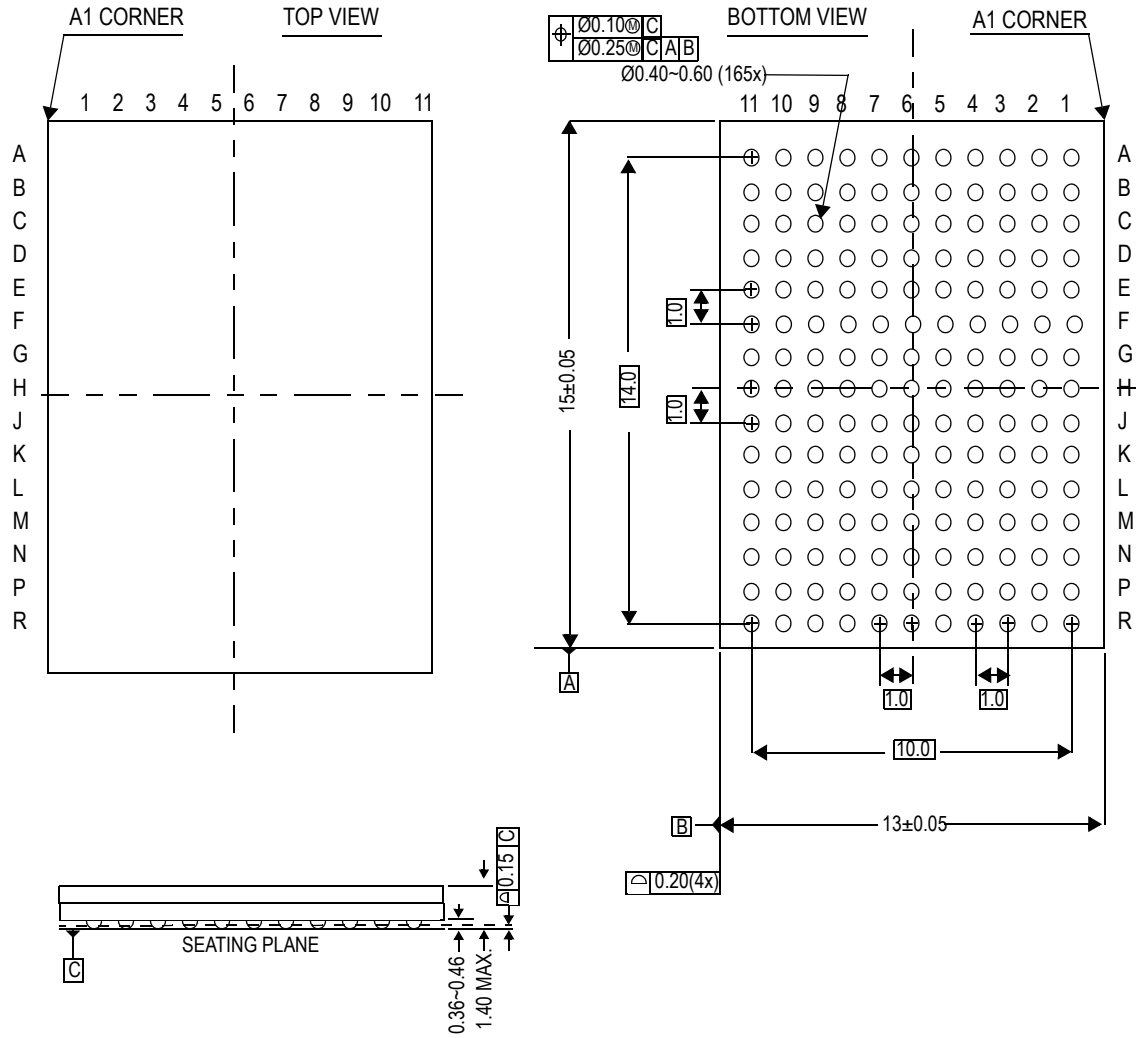 A1 CORNER
TOP VIEW
1 2 3 4 5 6 7 8 9 10 11
A
B
C
D
E
F
G
H
J
K
L
M
N
P
R
Ø0.10Ⓜ C
Ø0.25Ⓜ C A B
BOTTOM VIEW
A1 CORNER
Ø0.40~0.60 (165x)
11 10 9 8 7 6 5 4 3 2 1
A
B
C
D
E
F
G
H
J
K
L
M
N
P
R
1.0
1.0
14.0
15±0.05
A
1.0
1.0
10.0
B
13±0.05
0.20(4x)
0.15 C
SEATING PLANE
C
0.36~0.46
1.40 MAX.